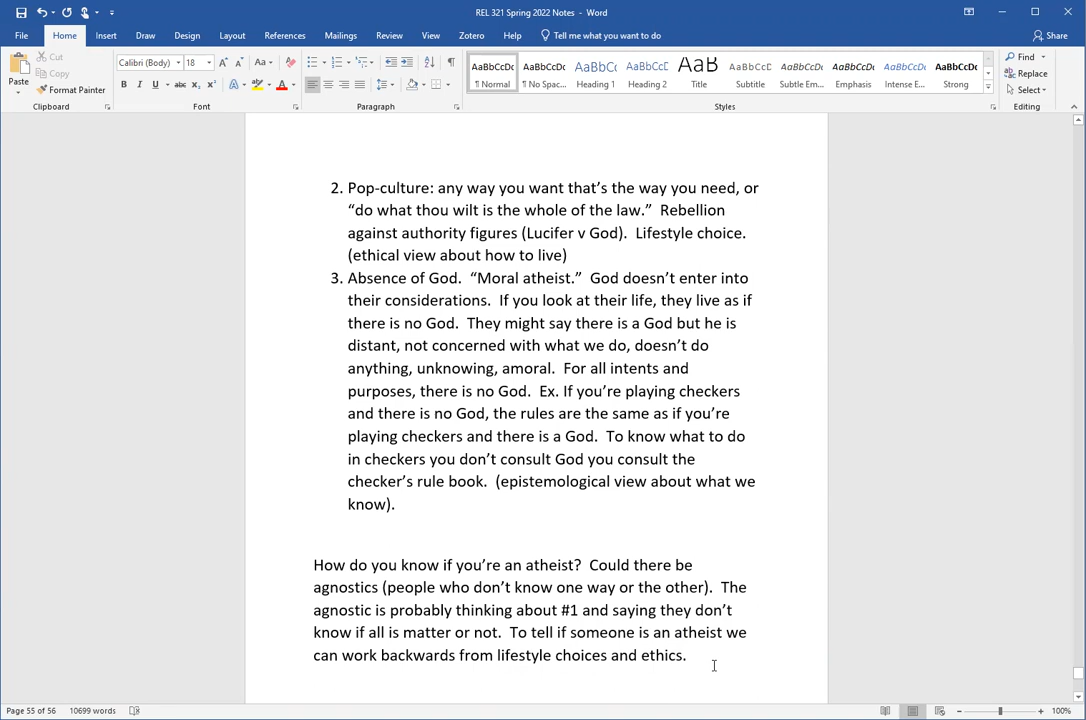 REL 321 Spring 2022 Notes - Word
File Home Insert Draw Design Layout References Mailings Review View Zotero Help Tell me what you want to do Share
Paste
Cut
Copy
Format Painter
Clipboard
Calibri (Body) 18
Font
Paragraph
AaBbCcDc AaBbCcDc AaBbCc AaBbCcD AaB AaBbCcD AaBbCcDc AaBbCcDc AaBbCcDc AaBbCcDc
¶ Normal ¶ No Spac... Heading 1 Heading 2 Title Subtitle Subtle Em... Emphasis Intense E... Strong
Styles
Find
Replace
Select
Editing
2. Pop-culture: any way you want that’s the way you need, or
“do what thou wilt is the whole of the law.” Rebellion
against authority figures (Lucifer v God). Lifestyle choice.
(ethical view about how to live)
3. Absence of God. “Moral atheist.” God doesn’t enter into
their considerations. If you look at their life, they live as if
there is no God. They might say there is a God but he is
distant, not concerned with what we do, doesn’t do
anything, unknowing, amoral. For all intents and
purposes, there is no God. Ex. If you’re playing checkers
and there is no God, the rules are the same as if you’re
playing checkers and there is a God. To know what to do
in checkers you don’t consult God you consult the
checker’s rule book. (epistemological view about what we
know).
How do you know if you’re an atheist? Could there be
agnostics (people who don’t know one way or the other). The
agnostic is probably thinking about #1 and saying they don’t
know if all is matter or not. To tell if someone is an atheist we
can work backwards from lifestyle choices and ethics.
Page 55 of 56 10699 words 100%